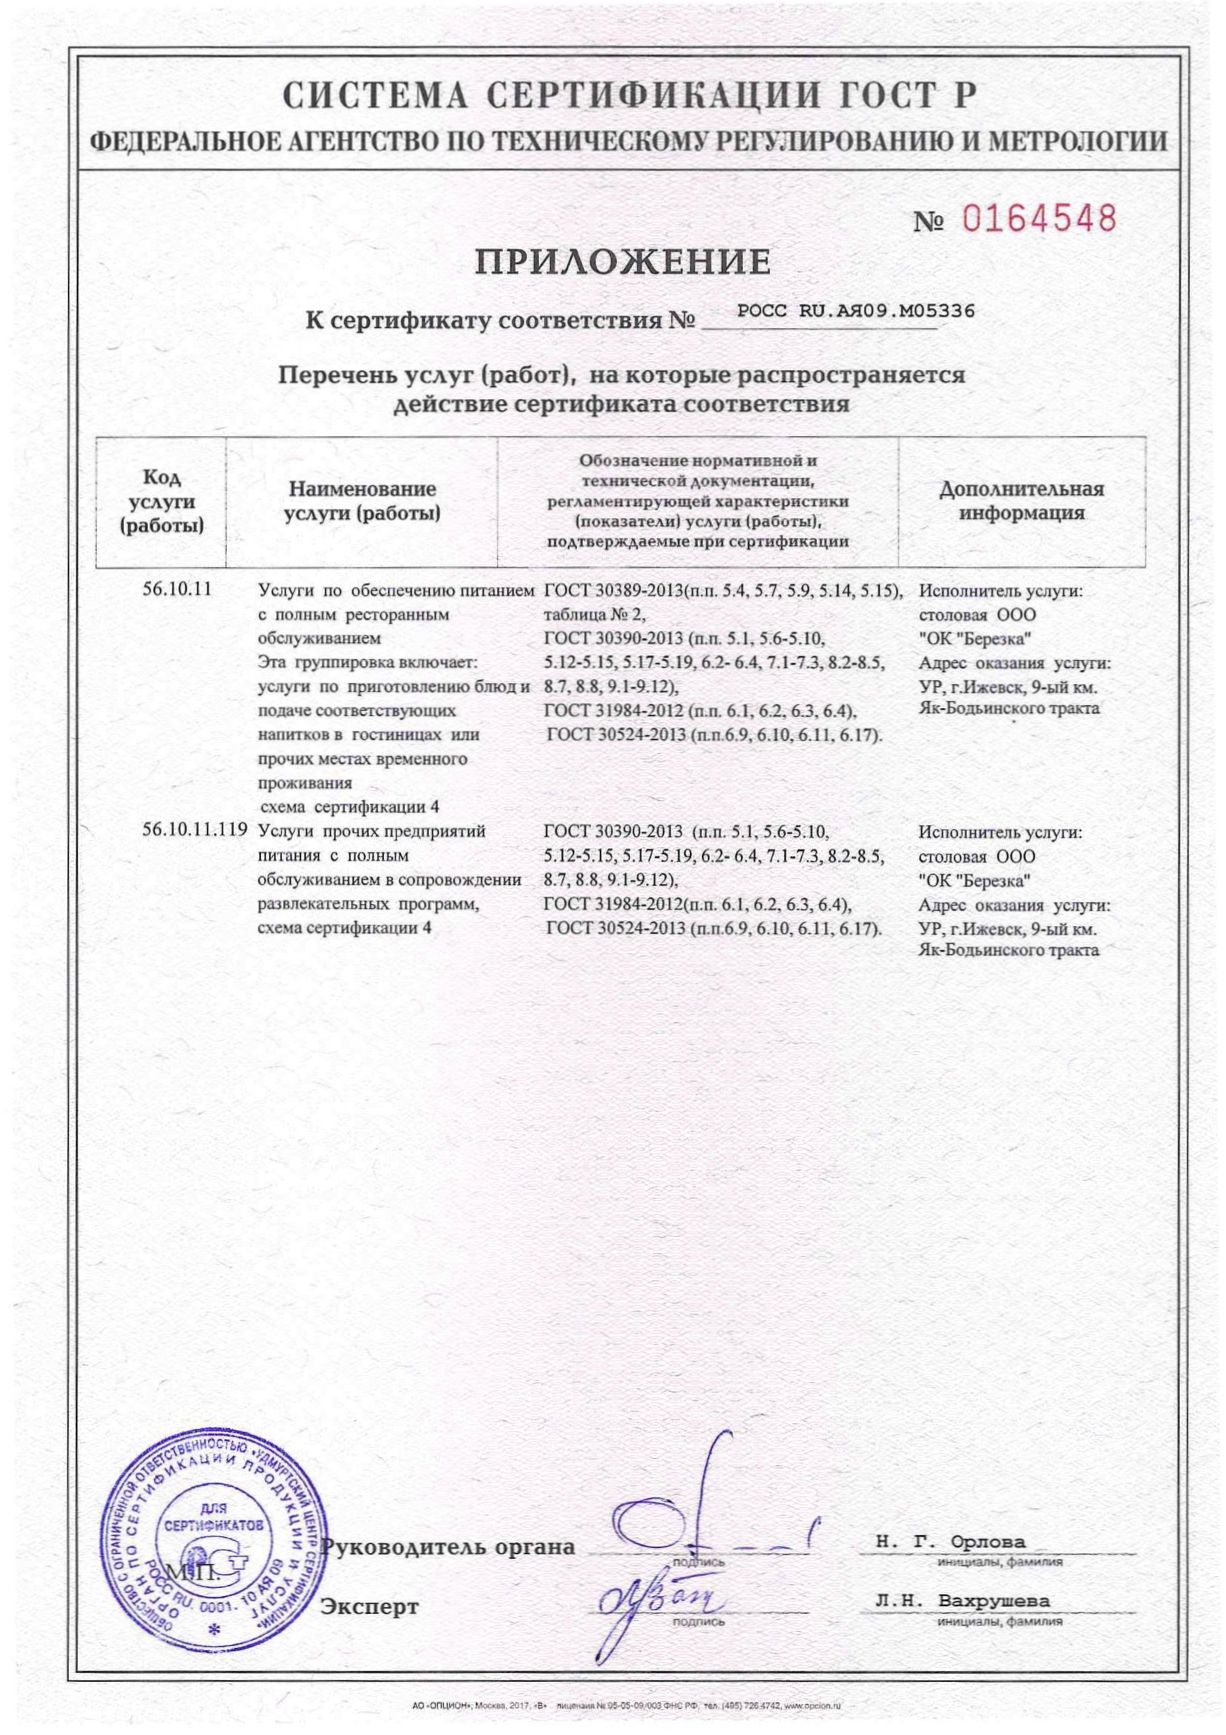 СИСТЕМА СЕРТИФИКАЦИИ ГОСТ Р
ФЕДЕРАЛЬНОЕ АГЕНТСТВО ПО ТЕХНИЧЕСКОМУ РЕГУЛИРОВАНИЮ И МЕТРОЛОГИИ
№ 0164548
ПРИЛОЖЕНИЕ
К сертификату соответствия № РОСС RU.АЯ09.М05336
Перечень услуг (работ), на которые распространяется
действие сертификата соответствия
Код
услуги
(работы)
Наименование
услуги (работы)
Обозначение нормативной и
технической документации,
регламентирующей характеристики
(показатели) услуги (работы),
подтверждаемые при сертификации
Дополнительная
информация
56.10.11
Услуги по обеспечению питанием
с полным ресторанным
обслуживанием
Эта группировка включает:
услуги по приготовлению блюд и
подаче соответствующих
напитков в гостиницах или
прочих местах временного
проживания
схема сертификации 4
ГОСТ 30389-2013(п.п. 5.4, 5.7, 5.9, 5.14, 5.15),
таблица № 2,
ГОСТ 30390-2013 (п.п. 5.1, 5.6-5.10,
5.12-5.15, 5.17-5.19, 6.2- 6.4, 7.1-7.3, 8.2-8.5,
8.7, 8.8, 9.1-9.12),
ГОСТ 31984-2012 (п.п. 6.1, 6.2, 6.3, 6.4),
ГОСТ 30524-2013 (п.п.6.9, 6.10, 6.11, 6.17).
Исполнитель услуги:
столовая ООО
"ОК "Березка"
Адрес оказания услуги:
УР, г.Ижевск, 9-ый км.
Як-Бодьинского тракта
56.10.11.119
Услуги прочих предприятий
питания с полным
обслуживанием в сопровождении
развлекательных программ,
схема сертификации 4
ГОСТ 30390-2013 (п.п. 5.1, 5.6-5.10,
5.12-5.15, 5.17-5.19, 6.2- 6.4, 7.1-7.3, 8.2-8.5,
8.7, 8.8, 9.1-9.12),
ГОСТ 31984-2012(п.п. 6.1, 6.2, 6.3, 6.4),
ГОСТ 30524-2013 (п.п.6.9, 6.10, 6.11, 6.17).
Исполнитель услуги:
столовая ООО
"ОК "Березка"
Адрес оказания услуги:
УР, г.Ижевск, 9-ый км.
Як-Бодьинского тракта
ОБЩЕСТВО С ОГРАНИЧЕННОЙ ОТВЕТСТВЕННОСТЬЮ «УДМУРТСКИЙ ЦЕНТР СЕРТИФИКАЦИИ»
ОРГАН ПО СЕРТИФИКАЦИИ ПРОДУКЦИИ И УСЛУГ
РОСС RU. 0001. 10 АЯ 09
ДЛЯ
СЕРТИФИКАТОВ
М.П.
Руководитель органа
подпись
Н. Г. Орлова
инициалы, фамилия
Эксперт
подпись
Л.Н. Вахрушева
инициалы, фамилия
АО «ОПЦИОН», Москва, 2017, «В» лицензия № 05-05-09/003 ФНС РФ, тел. (495) 726 4742, www.opcion.ru